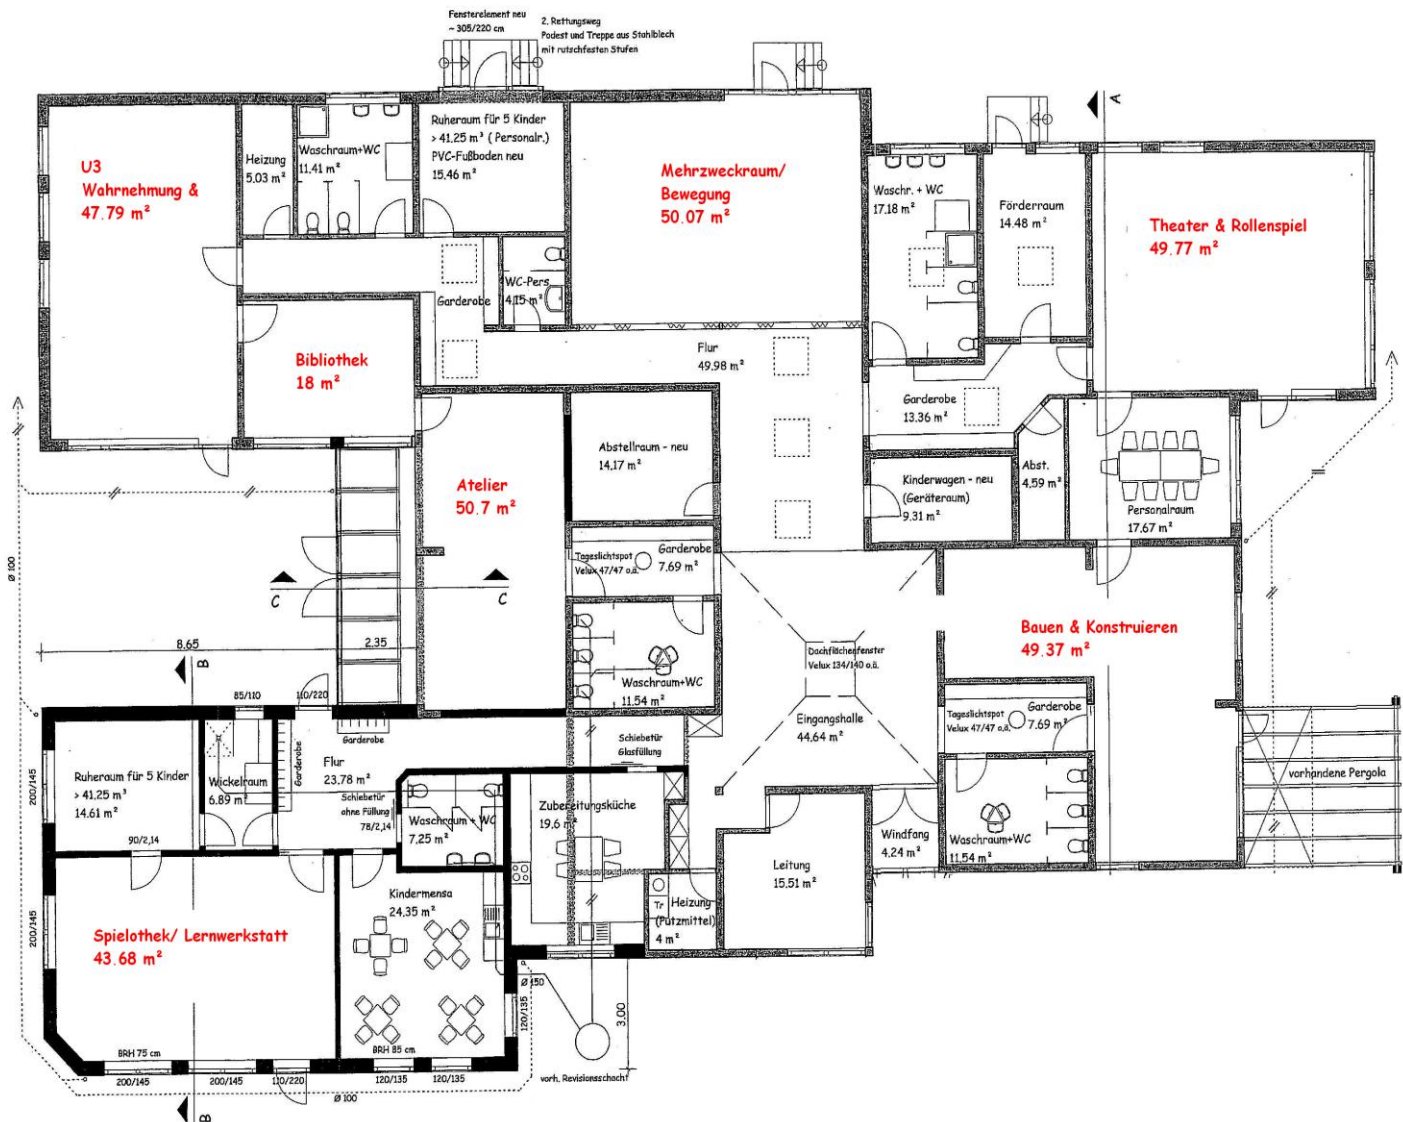 Fensterelement neu
~ 305/220 cm
2. Rettungsweg
Podest und Treppe aus Stahlblech
mit rutschfesten Stufen
A
U3
Wahrnehmung &
47.79 m²
Heizung
5,03 m²
Waschraum+WC
11,41 m²
Ruheraum für 5 Kinder
> 41,25 m³ ( Personalr.)
PVC-Fußboden neu
15,46 m²
Mehrzweckraum/
Bewegung
50.07 m²
Waschr. + WC
17,18 m²
Förderraum
14,48 m²
Theater & Rollenspiel
49.77 m²
Garderobe
WC-Pers
4,15 m²
Bibliothek
18 m²
Flur
49,98 m²
Garderobe
13,36 m²
Abstellraum - neu
14,17 m²
Atelier
50.7 m²
Kinderwagen - neu
(Geräteraum)
9,31 m²
Abst.
4,59 m²
Personalraum
17,67 m²
Tageslichtspot
Velux 47/47 o.ä.
Garderobe
7,69 m²
Ø 100
C
C
8.65
2.35
B
Waschraum+WC
11,54 m²
Dachflächenfenster
Velux 134/140 o.ä.
Bauen & Konstruieren
49.37 m²
85/110
110/220
Garderobe
Eingangshalle
44,64 m²
Tageslichtspot
Velux 47/47 o.ä.
Garderobe
7,69 m²
Schiebetür
Glasfüllung
200/145
Ruheraum für 5 Kinder
> 41,25 m³
14,61 m²
Wickelraum
6,89 m²
Garderobe
Flur
23,78 m²
Schiebetür
ohne Füllung
78/2,14
vorhandene Pergola
90/2,14
Waschraum + WC
7,25 m²
Zubereitungsküche
19,6 m²
Windfang
4,24 m²
Waschraum+WC
11,54 m²
Leitung
15,51 m²
Kindermensa
24,35 m²
Tr
Heizung
(Putzmittel)
4 m²
200/145
Spielothek/ Lernwerkstatt
43.68 m²
Ø 150
120/135
3.00
BRH 75 cm
BRH 85 cm
200/145
200/145
110/220
120/135
120/135
vorh. Revisionsschacht
Ø 100
B